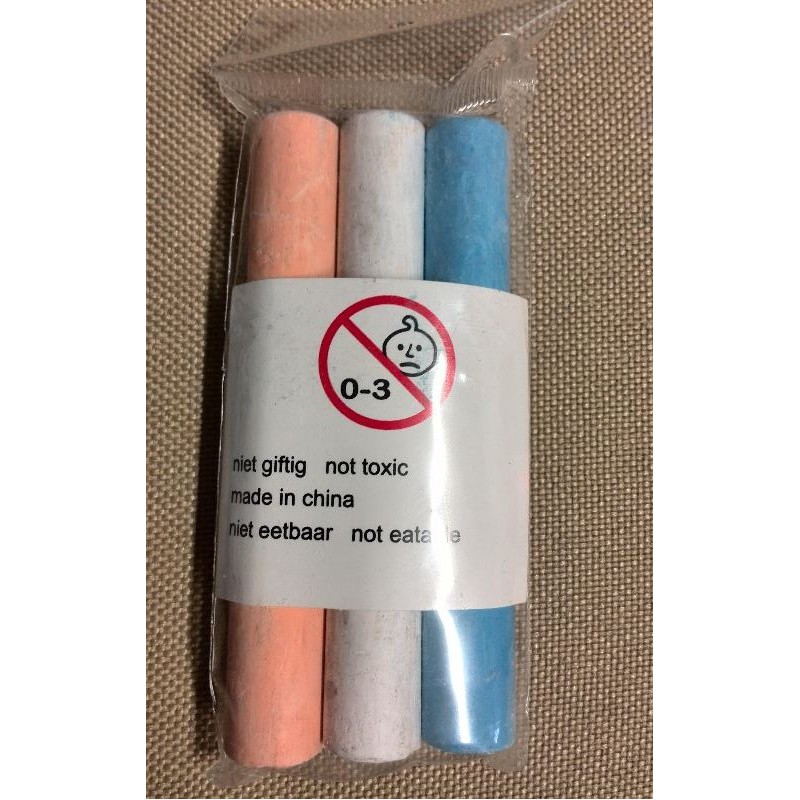 0-3
niet giftig not toxic
made in china
niet eetbaar not